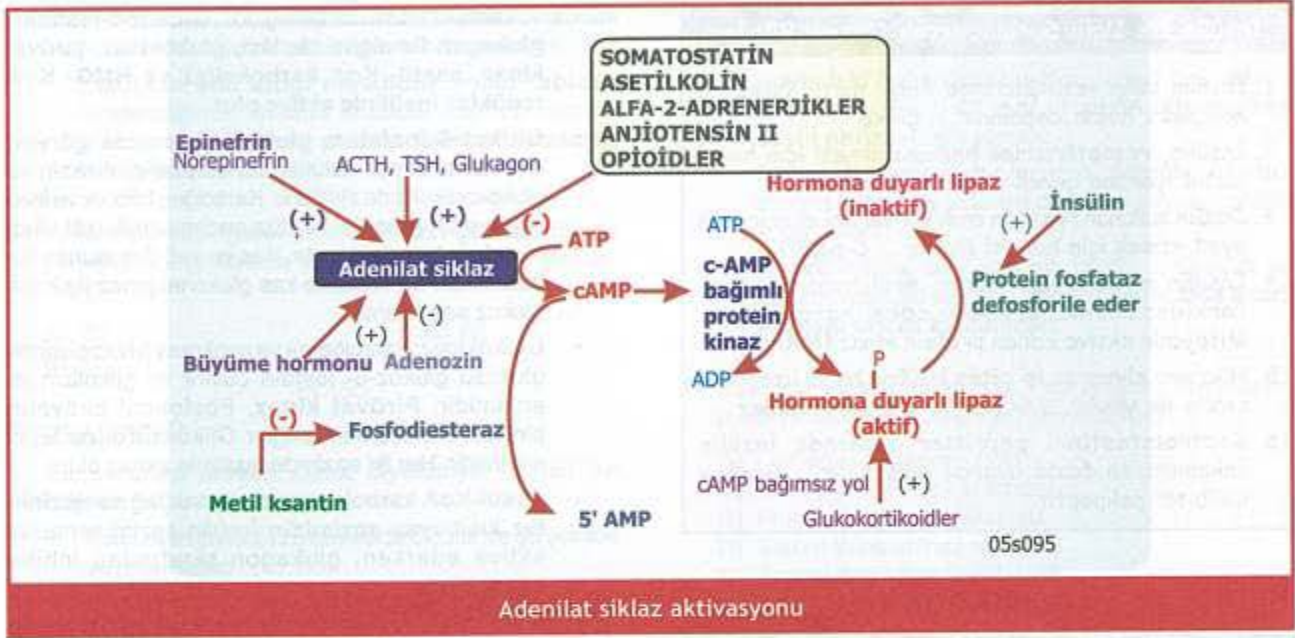 SOMATOSTATİN
ASETİLKOLİN
ALFA-2-ADRENERJİKLER
ANJİOTENSİN II
OPİOİDLER
Epinefrin
Norepinefrin
ACTH, TSH, Glukagon
(+)
(+)
(-)
Adenilat siklaz
ATP
cAMP
(+)
(-)
Büyüme hormonu
Adenozin
(-)
Fosfodiesteraz
Metil ksantin
5' AMP
Hormona duyarlı lipaz
(inaktif)
ATP
c-AMP
bağımlı
protein
kinaz
ADP
İnsülin
(+)
Protein fosfataz
defosforile eder
P
Hormona duyarlı lipaz
(aktif)
cAMP bağımsız yol
(+)
Glukokortikoidler
05s095
Adenilat siklaz aktivasyonu